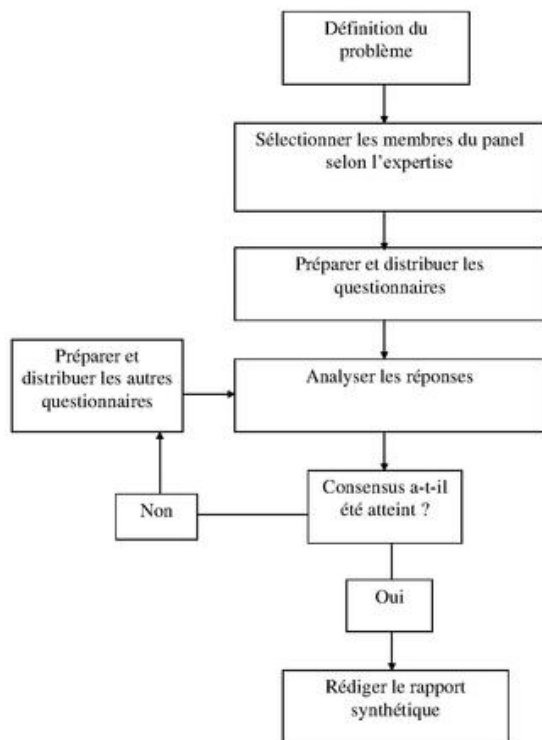 Définition du
problème
Sélectionner les membres du panel
selon l'expertise
Préparer et distribuer les
questionnaires
Préparer et
distribuer les autres
questionnaires
Analyser les réponses
Consensus a-t-il
été atteint ?
Non
Oui
Rédiger le rapport
synthétique